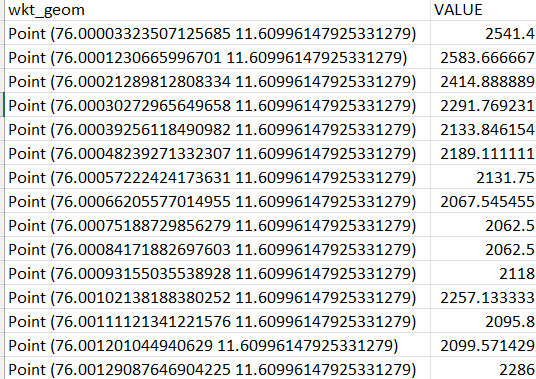 wkt_geom VALUE
Point (76.00003323507125685 11.60996147925331279) 2541.4
Point (76.0001230665996701 11.60996147925331279) 2583.666667
Point (76.00021289812808334 11.60996147925331279) 2414.888889
Point (76.00030272965649658 11.60996147925331279) 2291.769231
Point (76.00039256118490982 11.60996147925331279) 2133.846154
Point (76.00048239271332307 11.60996147925331279) 2189.111111
Point (76.00057222424173631 11.60996147925331279) 2131.75
Point (76.00066205577014955 11.60996147925331279) 2067.545455
Point (76.00075188729856279 11.60996147925331279) 2062.5
Point (76.00084171882697603 11.60996147925331279) 2062.5
Point (76.00093155035538928 11.60996147925331279) 2118
Point (76.00102138188380252 11.60996147925331279) 2257.133333
Point (76.00111121341221576 11.60996147925331279) 2095.8
Point (76.001201044940629 11.60996147925331279) 2099.571429
Point (76.00129087646904225 11.60996147925331279) 2286